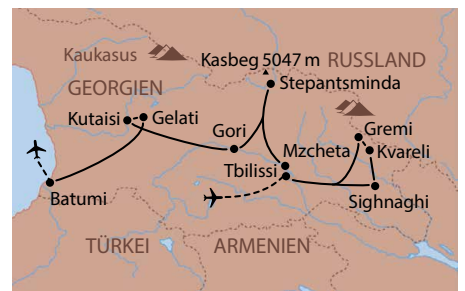 Kaukasus
Kasbeg 5047 m
RUSSLAND
Stepantsminda
GEORGIEN
Kutaisi
Gelati
Gori
Gremi
Mzcheta
Kvareli
Tbilissi
Batumi
Sighnaghi
TÜRKEI
ARMENIEN